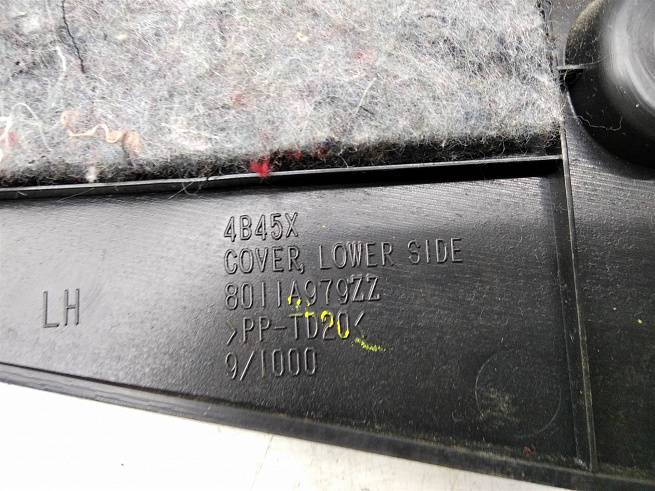 4B45X
COVER, LOWER SIDE
8011A979ZZ
>PP-TD20<
9/1000
LH